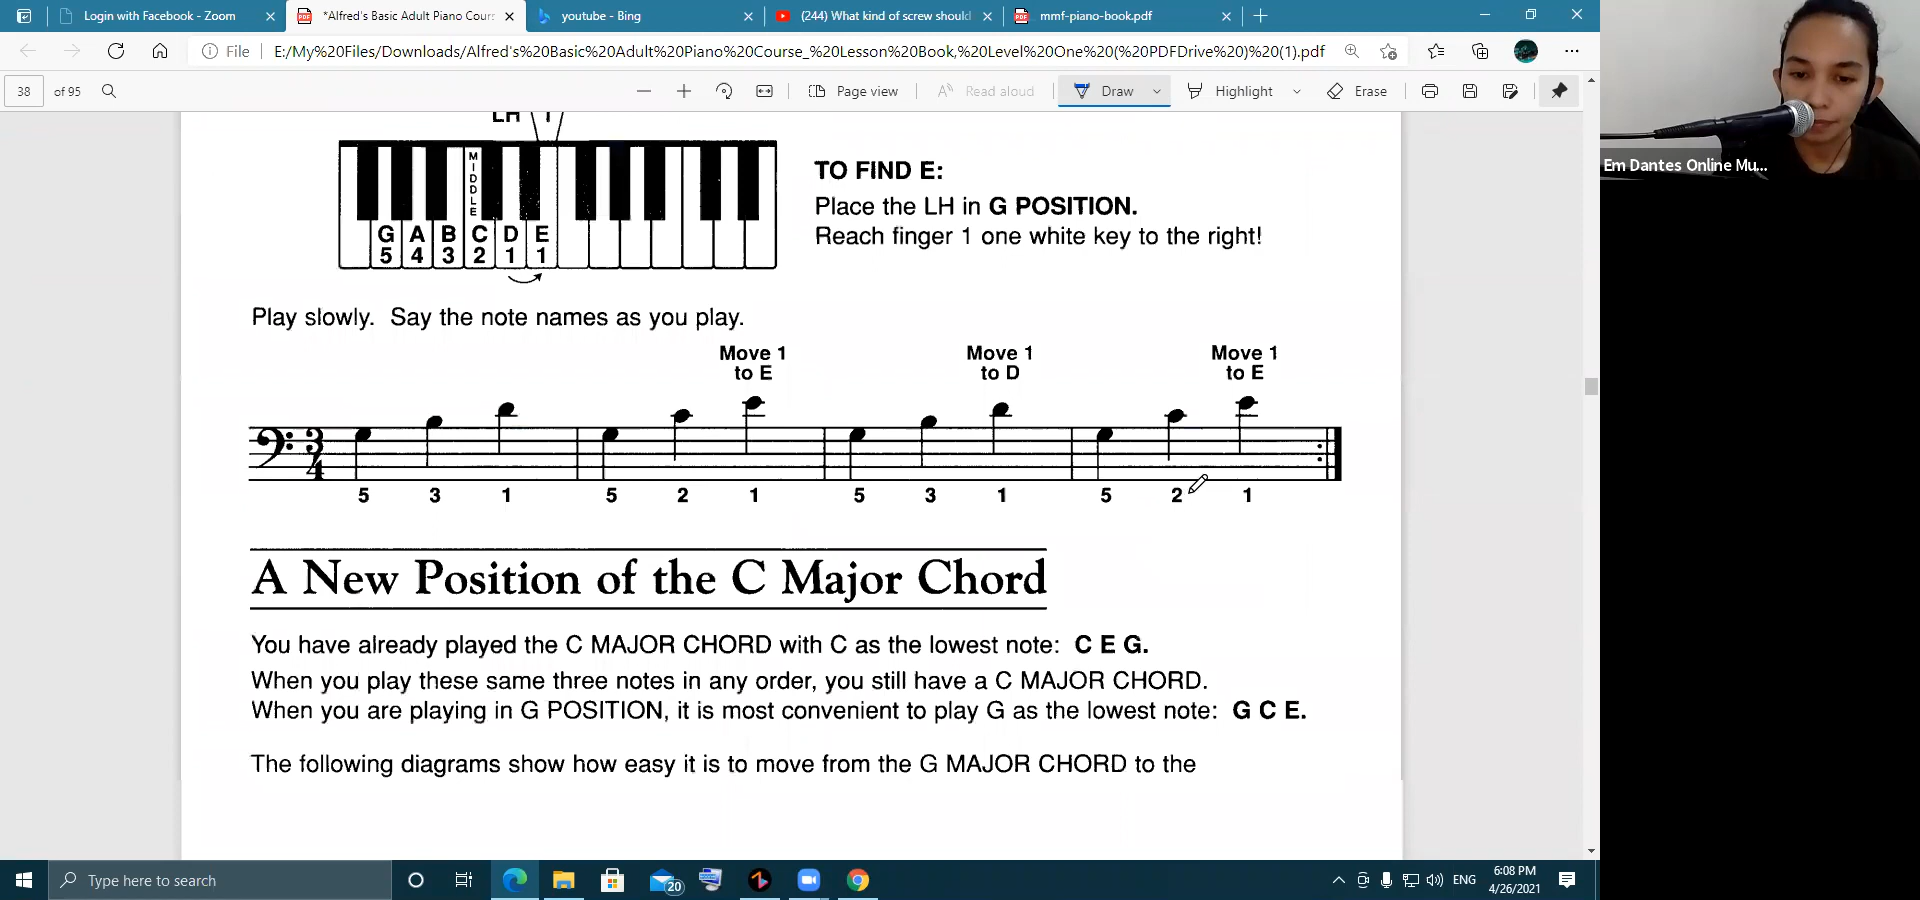 Login with Facebook - Zoom
*Alfred's Basic Adult Piano Cours
youtube - Bing
(244) What kind of screw should
mmf-piano-book.pdf
File
E:/My%20Files/Downloads/Alfred's%20Basic%20Adult%20Piano%20Course_%20Lesson%20Book,%20Level%20One%20(%20PDFDrive%20)%20(1).pdf
38
of 95
Page view
Read aloud
Draw
Highlight
Erase
Em Dantes Online Mu...
LH 1
MIDDLE
G A B C D E
5 4 3 2 1 1
TO FIND E:
Place the LH in G POSITION.
Reach finger 1 one white key to the right!
Play slowly. Say the note names as you play.
Move 1
to E
Move 1
to D
Move 1
to E
3
4
5 3 1 5 2 1 5 3 1 5 2 1
A New Position of the C Major Chord
You have already played the C MAJOR CHORD with C as the lowest note: C E G.
When you play these same three notes in any order, you still have a C MAJOR CHORD.
When you are playing in G POSITION, it is most convenient to play G as the lowest note: G C E.
The following diagrams show how easy it is to move from the G MAJOR CHORD to the
Type here to search
20
ENG
6:08 PM
4/26/2021